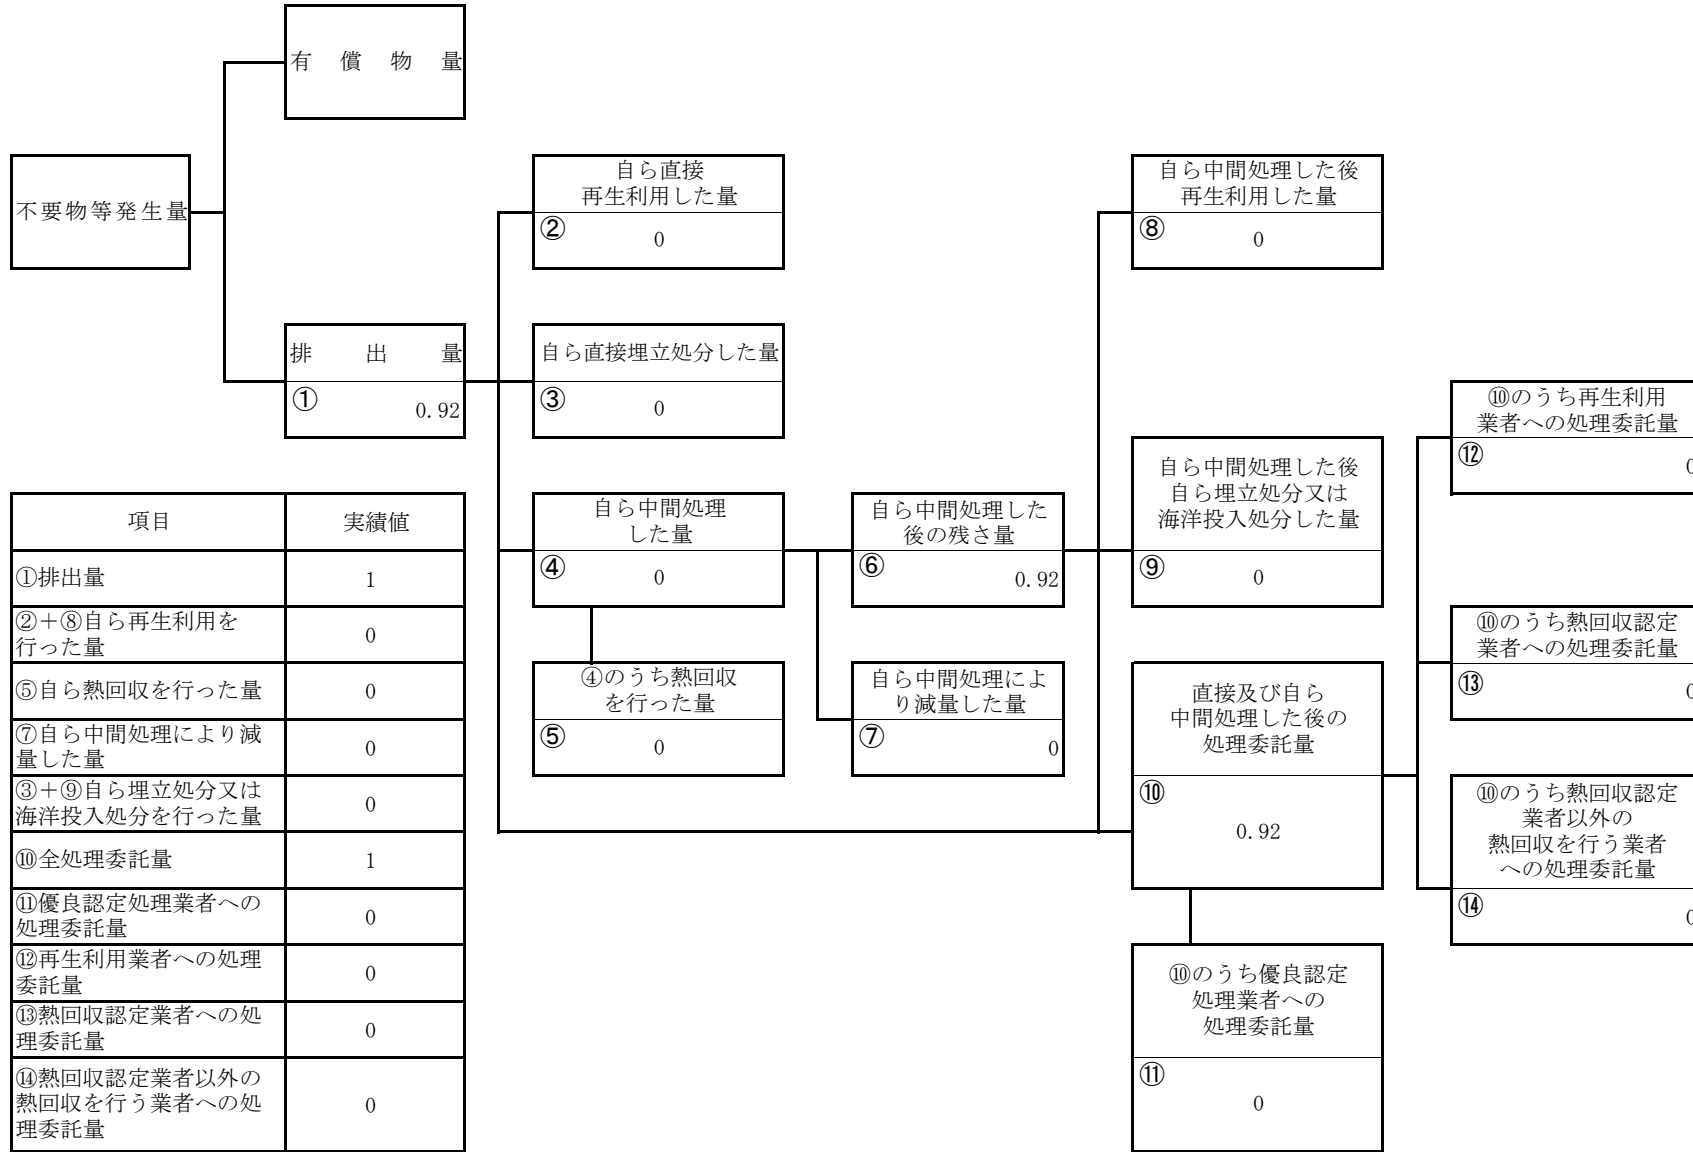 有償物量
不要物等発生量
自ら直接
再生利用した量
② 0
自ら中間処理した後
再生利用した量
⑧ 0
排出量
① 0.92
自ら直接埋立処分した量
③ 0
⑩のうち再生利用
業者への処理委託量
⑫ 0
自ら中間処理
した量
④ 0
自ら中間処理した
後の残さ量
⑥ 0.92
自ら中間処理した後
自ら埋立処分又は
海洋投入処分した量
⑨ 0
⑩のうち熱回収認定
業者への処理委託量
⑬ 0
④のうち熱回収
を行った量
⑤ 0
自ら中間処理によ
り減量した量
⑦ 0
直接及び自ら
中間処理した後の
処理委託量
⑩
0.92
⑩のうち熱回収認定
業者以外の
熱回収を行う業者
への処理委託量
⑭ 0
⑩のうち優良認定
処理業者への
処理委託量
⑪
0
項目 実績値
①排出量 1
②+⑧自ら再生利用を
行った量 0
⑤自ら熱回収を行った量 0
⑦自ら中間処理により減
量した量 0
③+⑨自ら埋立処分又は
海洋投入処分を行った量 0
⑩全処理委託量 1
⑪優良認定処理業者への
処理委託量 0
⑫再生利用業者への処理
委託量 0
⑬熱回収認定業者への処
理委託量 0
⑭熱回収認定業者以外の
熱回収を行う業者への処
理委託量 0